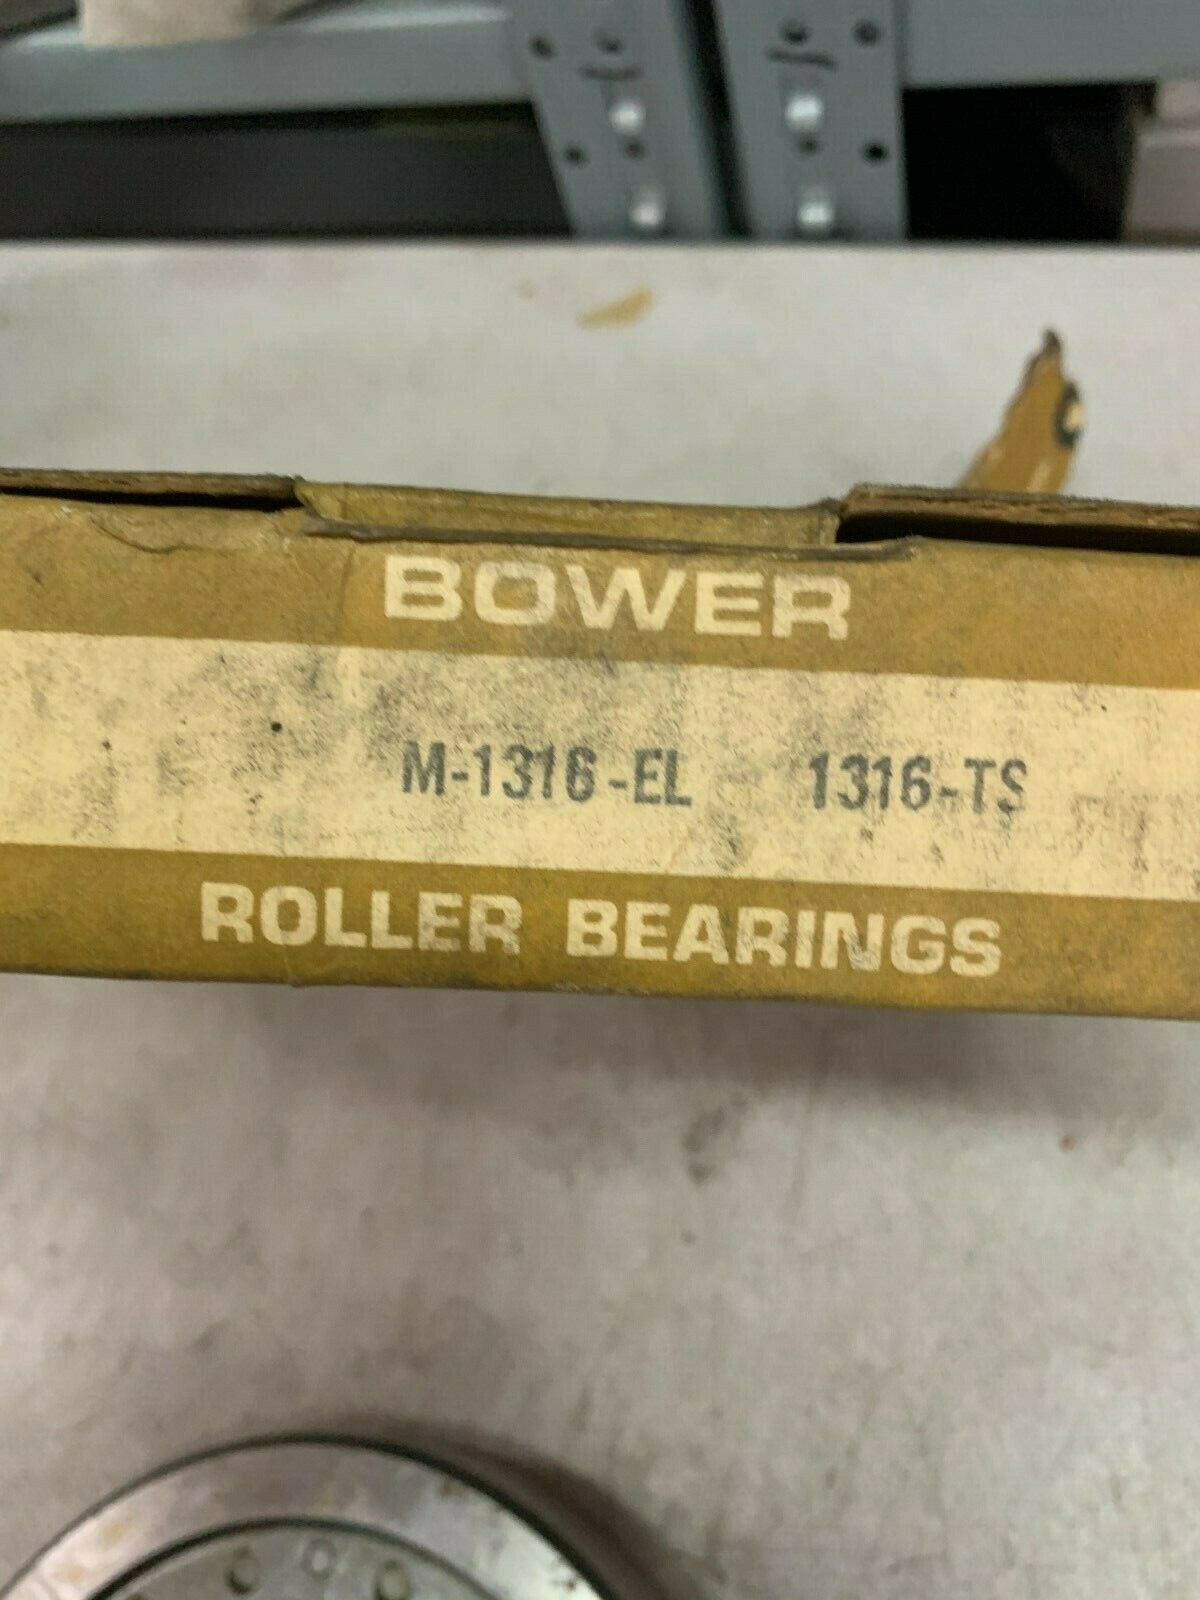 BOWER
M-1316-EL 1316-TS
ROLLER BEARINGS